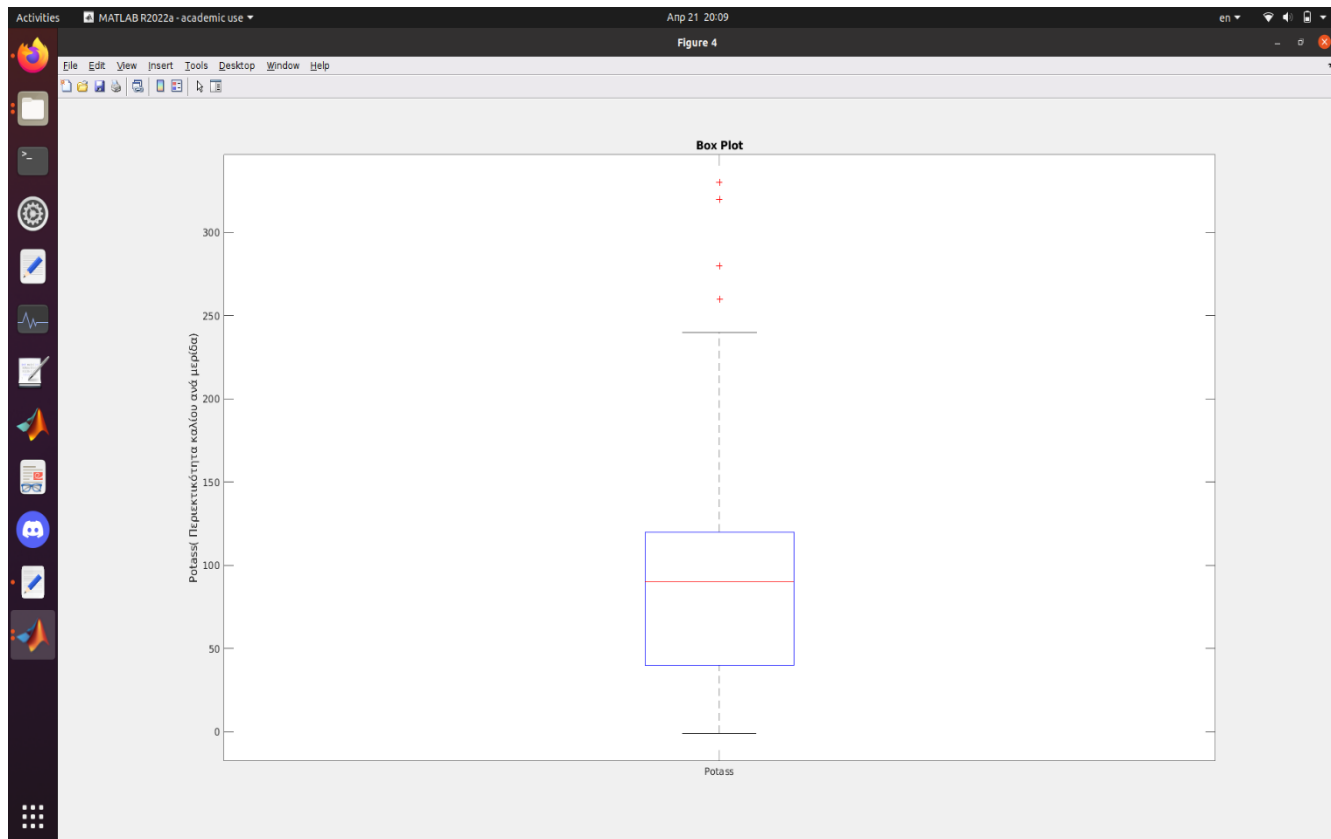 Activities MATLAB R2022a - academic use Απρ 21 20:09 en
Figure 4
File Edit View Insert Tools Desktop Window Help
Box Plot
300
250
200
150
100
50
0
Potass( Περιεκτικότητα καλίου ανά μερίδα)
Potass